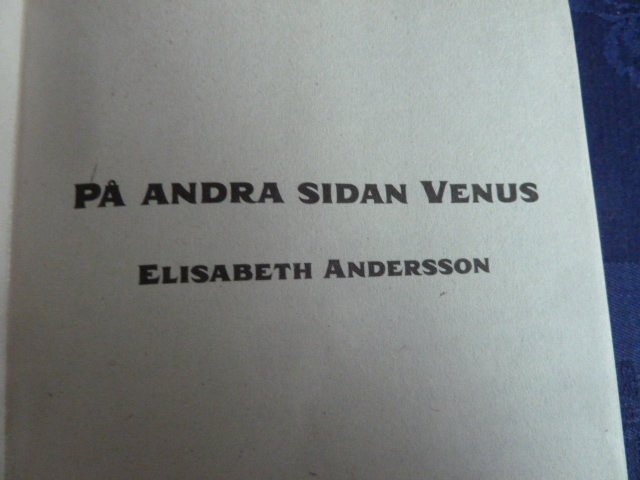 PÅ ANDRA SIDAN VENUS
ELISABETH ANDERSSON